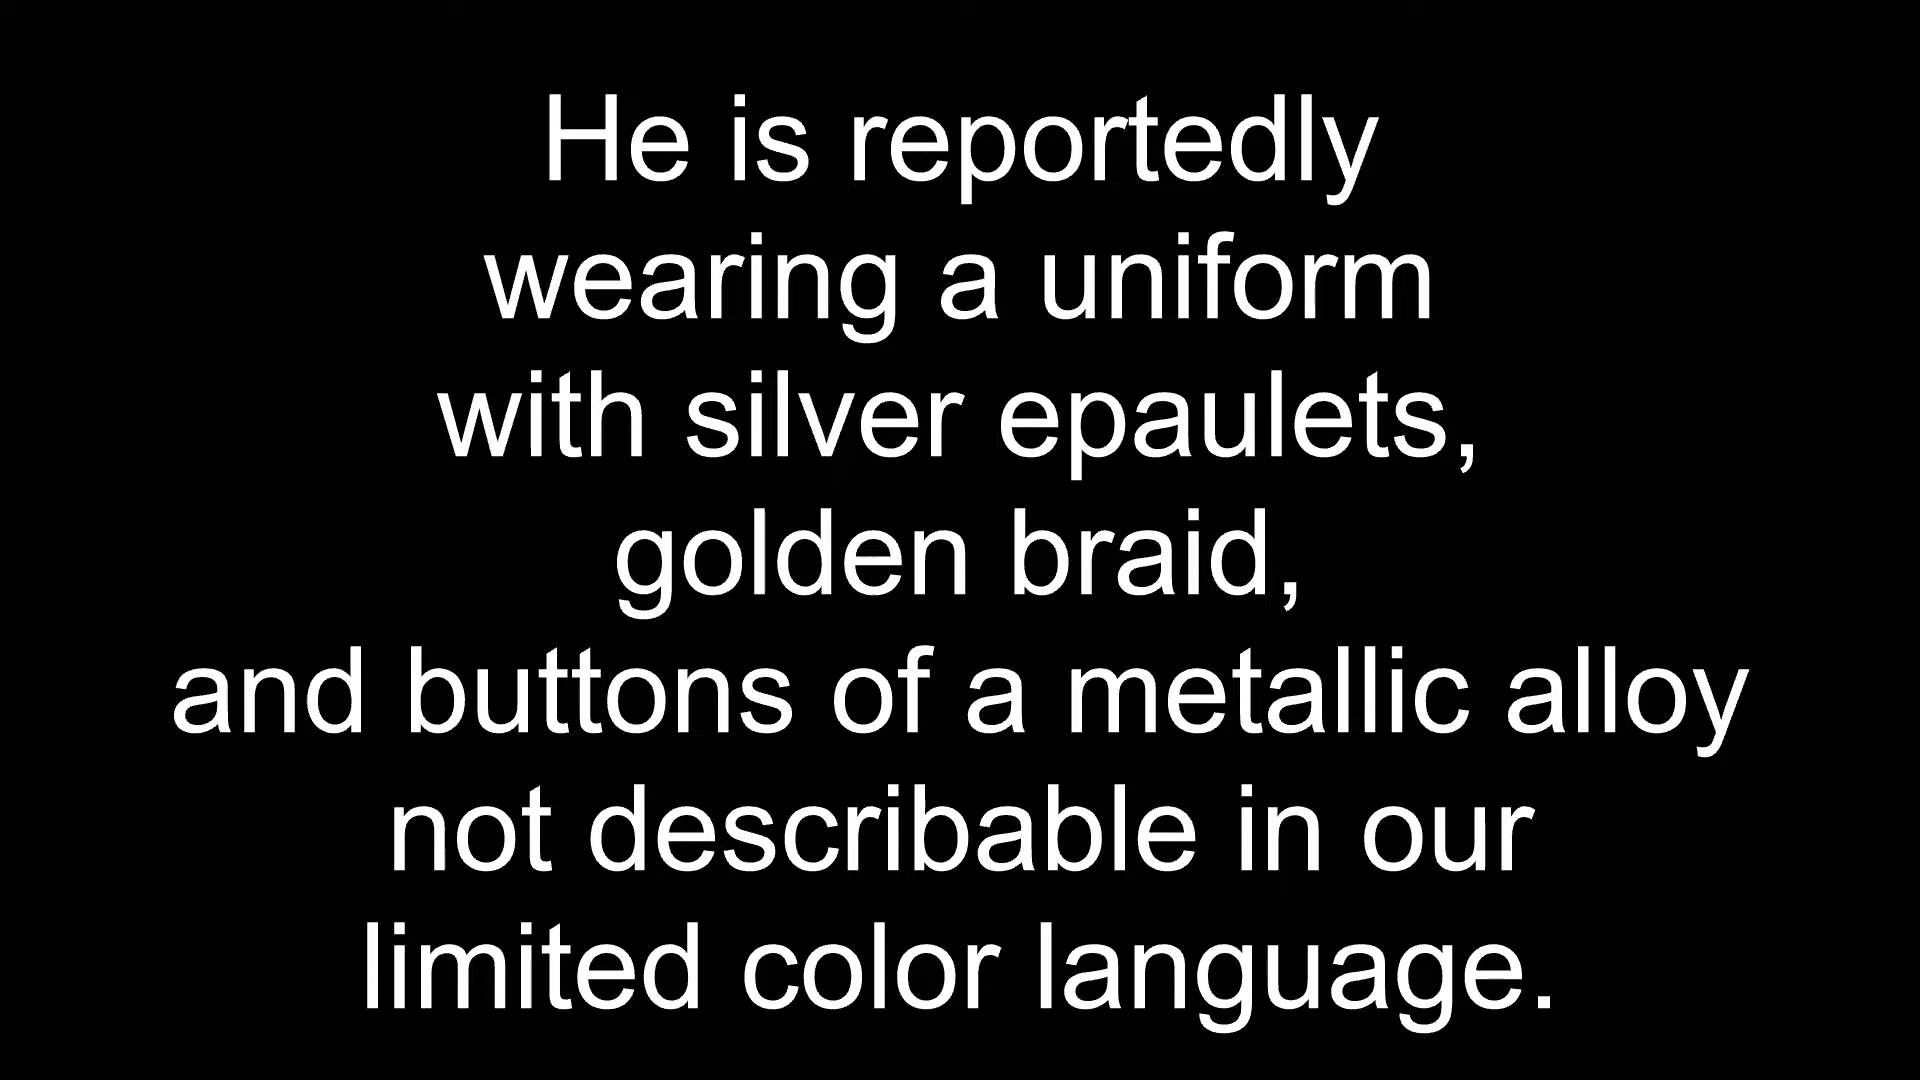 He is reportedly
wearing a uniform
with silver epaulets,
golden braid,
and buttons of a metallic alloy
not describable in our
limited color language.